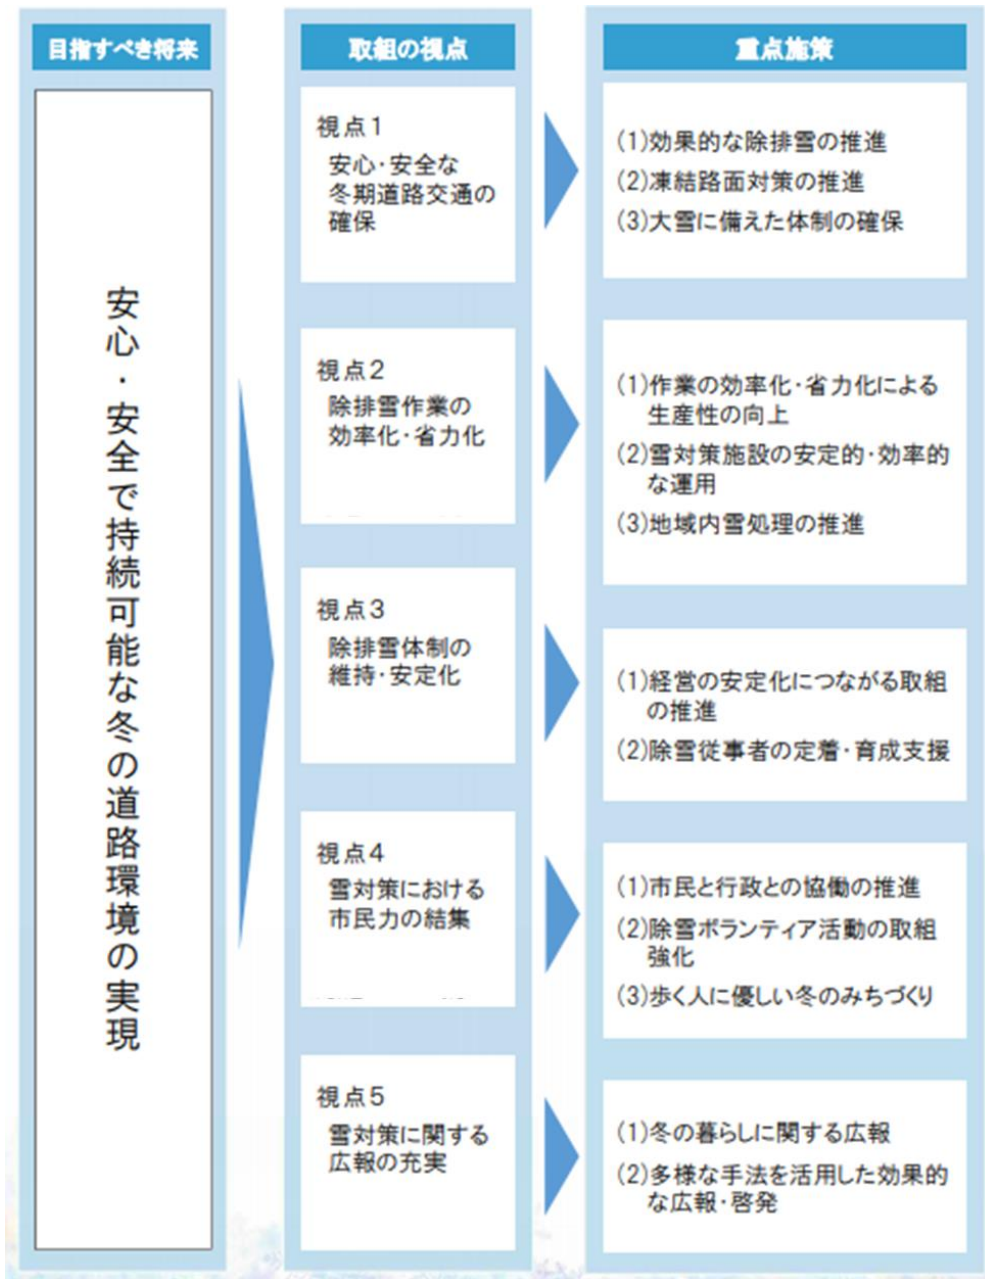 目指すべき将来
安心・安全で持続可能な冬の道路環境の実現
取組の視点
重点施策
視点1
安心・安全な
冬期道路交通の
確保
(1)効果的な除排雪の推進
(2)凍結路面対策の推進
(3)大雪に備えた体制の確保
視点2
除排雪作業の
効率化・省力化
(1)作業の効率化・省力化による
生産性の向上
(2)雪対策施設の安定的・効率的
な運用
(3)地域内雪処理の推進
視点3
除排雪体制の
維持・安定化
(1)経営の安定化につながる取組
の推進
(2)除雪従事者の定着・育成支援
視点4
雪対策における
市民力の結集
(1)市民と行政との協働の推進
(2)除雪ボランティア活動の取組
強化
(3)歩く人に優しい冬のみちづくり
視点5
雪対策に関する
広報の充実
(1)冬の暮らしに関する広報
(2)多様な手法を活用した効果的
な広報・啓発